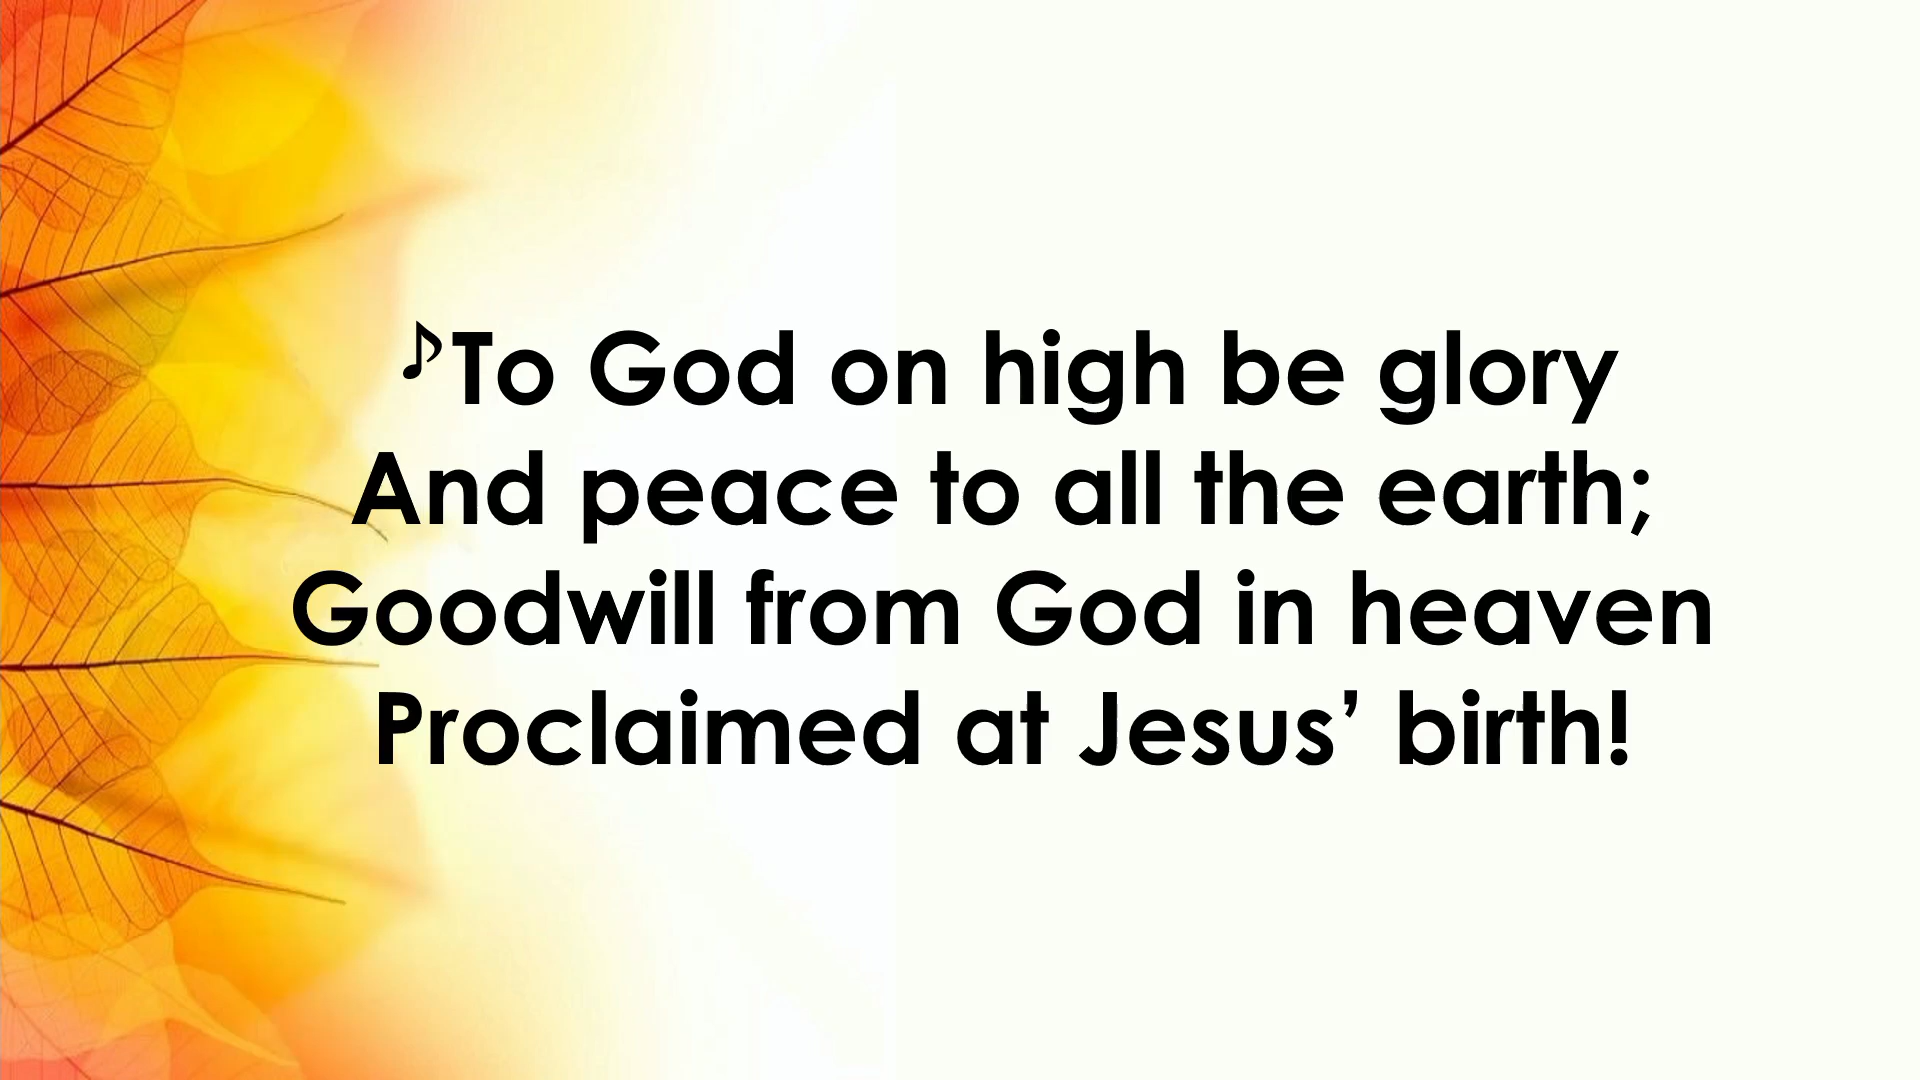 ♪To God on high be glory
And peace to all the earth;
Goodwill from God in heaven
Proclaimed at Jesus’ birth!